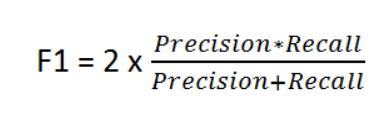 F1 = 2 x Precision*Recall
Precision+Recall